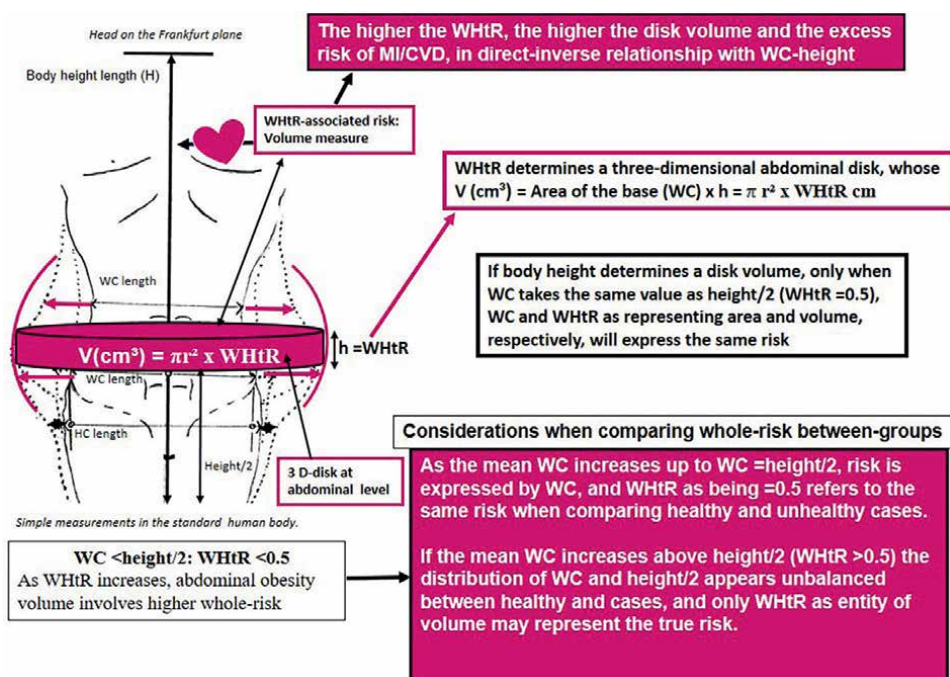 Head on the Frankfurt plane
Body height length (H)
The higher the WHtR, the higher the disk volume and the excess
risk of MI/CVD, in direct-inverse relationship with WC-height
WHtR-associated risk:
Volume measure
WHtR determines a three-dimensional abdominal disk, whose
V (cm³) = Area of the base (WC) x h = π r² x WHtR cm
WC length
If body height determines a disk volume, only when
WC takes the same value as height/2 (WHtR =0.5),
WC and WHtR as representing area and volume,
respectively, will express the same risk
V(cm³) = πr² x WHtR
h =WHtR
WC length
HC length
Height/2
3 D-disk at
abdominal level
Simple measurements in the standard human body.
WC <height/2: WHtR <0.5
As WHtR increases, abdominal obesity
volume involves higher whole-risk
Considerations when comparing whole-risk between-groups
As the mean WC increases up to WC =height/2, risk is
expressed by WC, and WHtR as being =0.5 refers to the
same risk when comparing healthy and unhealthy cases.
If the mean WC increases above height/2 (WHtR >0.5) the
distribution of WC and height/2 appears unbalanced
between healthy and cases, and only WHtR as entity of
volume may represent the true risk.